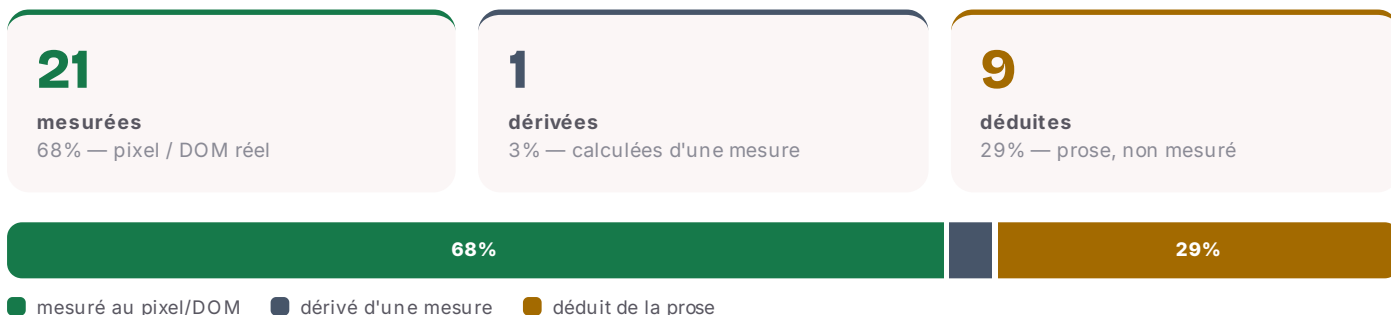 21
mesurées
68% — pixel / DOM réel
1
dérivées
3% — calculées d'une mesure
9
déduites
29% — prose, non mesuré
68%
29%
mesuré au pixel/DOM
dérivé d'une mesure
déduit de la prose